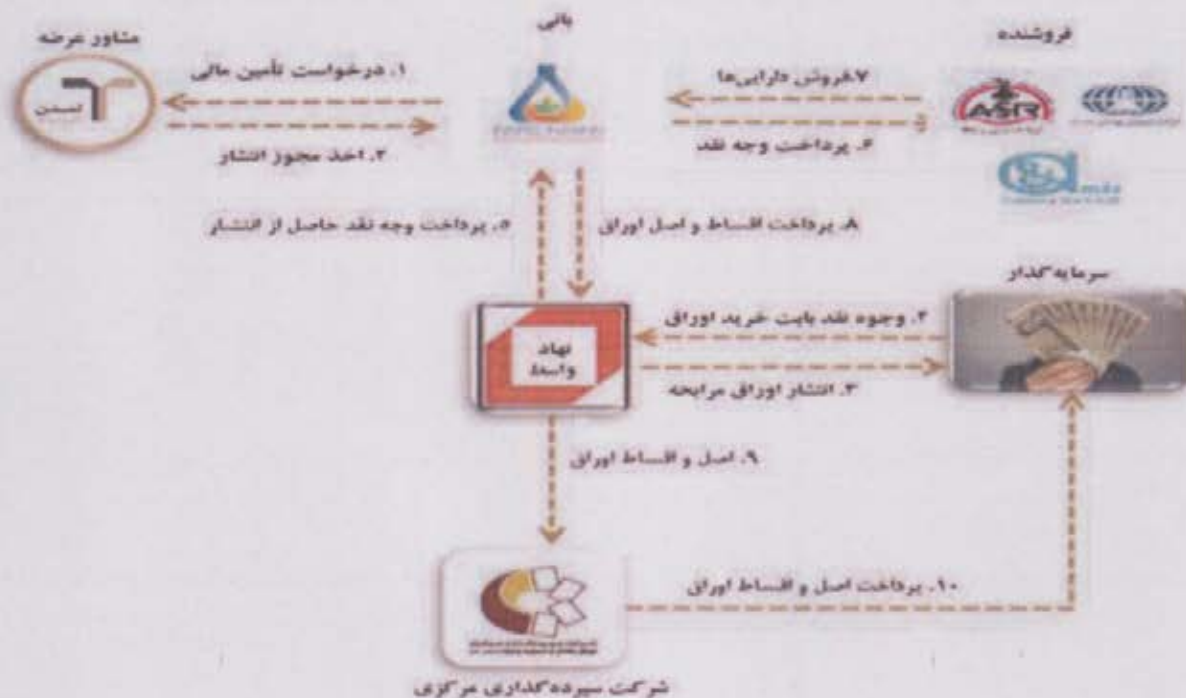 مشاور عرضه
بانی
فروشنده
تمدن
۱. درخواست تأمین مالی
۲. اخذ مجوز انتشار
۷.فروش دارایی‌ها
۶. پرداخت وجه نقد
ASR
۵. پرداخت وجه نقد حاصل از انتشار
۸. پرداخت اقساط و اصل اوراق
سرمایه‌گذار
نهاد
واسط
۴. وجوه نقد بابت خرید اوراق
۳. انتشار اوراق مرابحه
۹. اصل و اقساط اوراق
۱۰. پرداخت اصل و اقساط اوراق
شرکت سپرده‌گذاری مرکزی